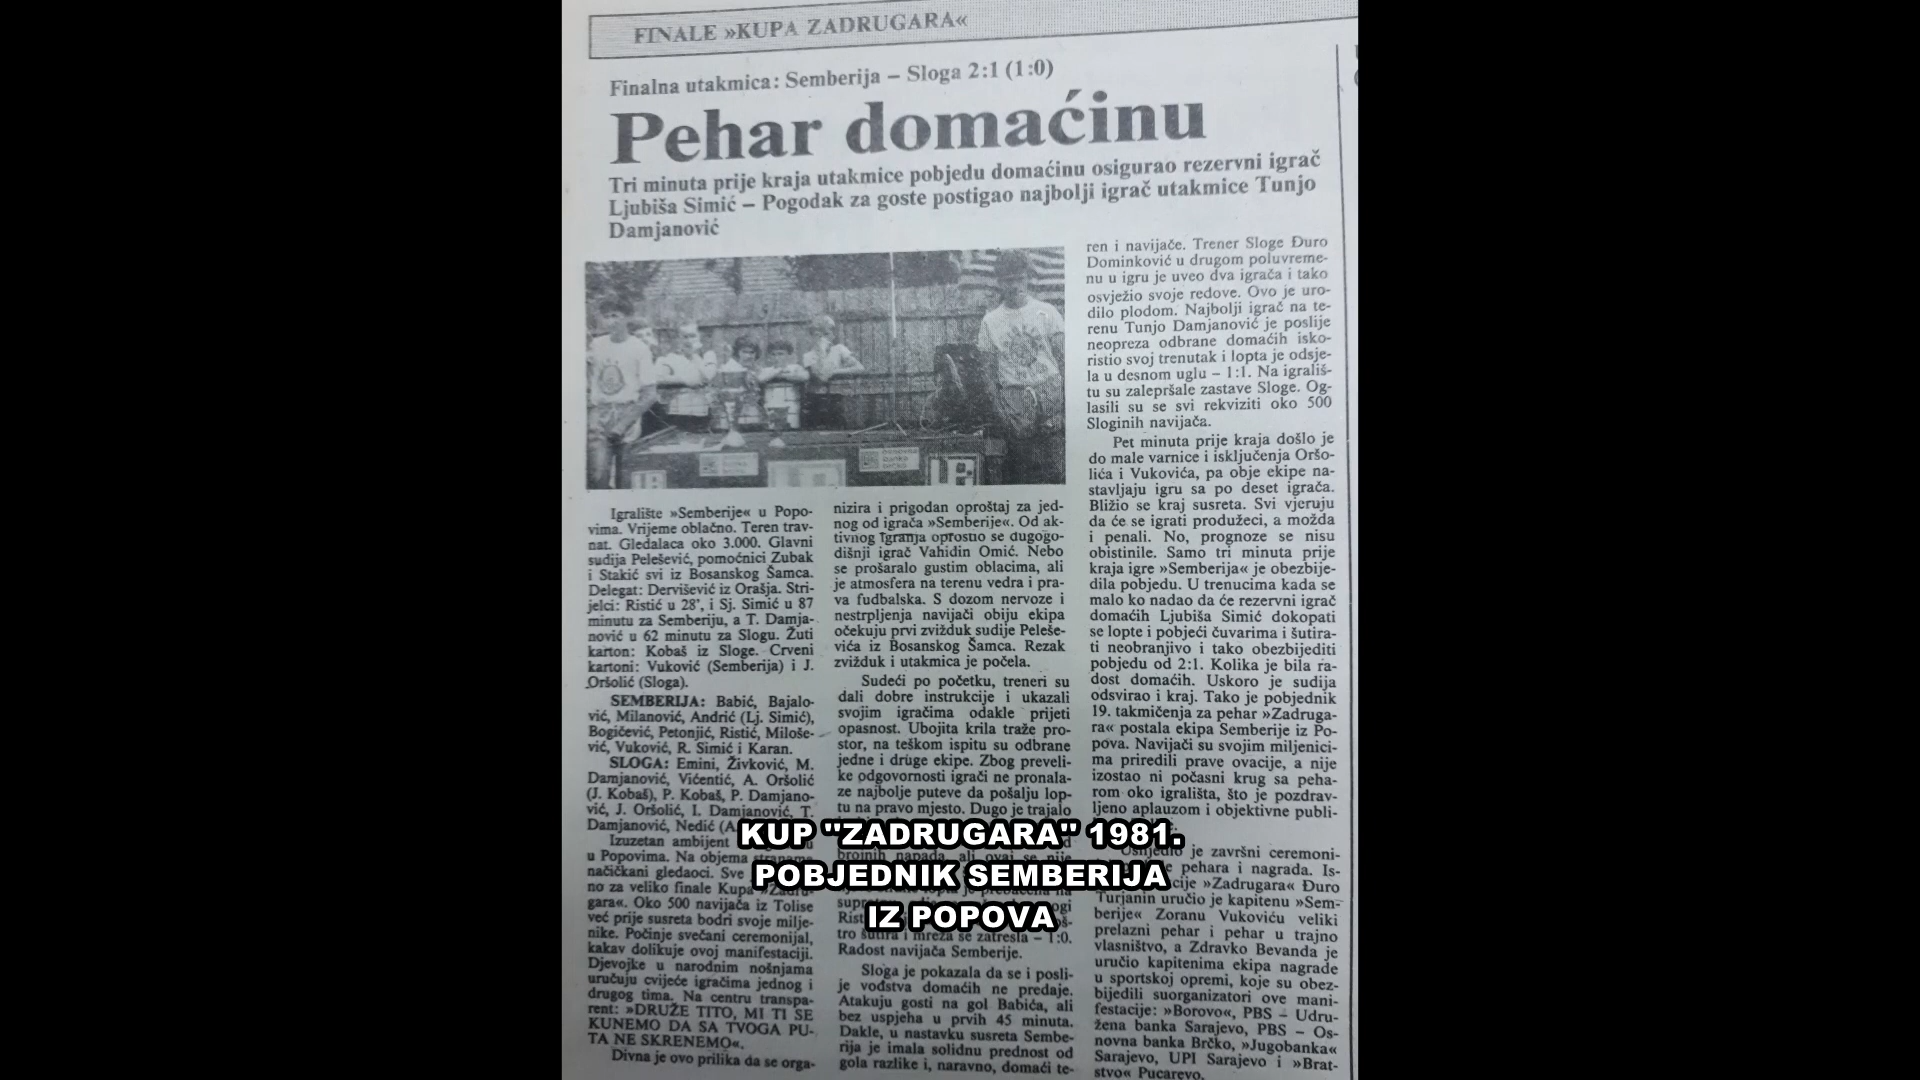 FINALE »KUPA ZADRUGARA«
Finalna utakmica: Semberija – Sloga 2:1 (1:0)
Pehar domaćinu
Tri minuta prije kraja utakmice pobjedu domaćinu osigurao rezervni igrač
Ljubiša Simić – Pogodak za goste postigao najbolji igrač utakmice Tunjo
Damjanović
Igralište »Semberije« u Popo-
vima. Vrijeme oblačno. Teren trav-
nat. Gledalaca oko 3.000. Glavni
sudija Pelešević, pomoćnici Zubak
i Stakić svi iz Bosanskog Šamca.
Delegat: Dervišević iz Orašja. Stri-
jelci: Ristić u 28', i Sj. Simić u 87
minutu za Semberiju, a T. Damja-
nović u 62 minutu za Slogu. Žuti
karton: Kobaš iz Sloge. Crveni
kartoni: Vuković (Semberija) i J.
Oršolić (Sloga).
SEMBERIJA: Babić, Bajalo-
vić, Milanović, Andrić (Lj. Simić),
Bogičević, Petonjić, Ristić, Miloše-
vić, Vuković, R. Simić i Karan.
SLOGA: Emini, Živković, M.
Damjanović, Vićentić, A. Oršolić
(J. Kobaš), P. Kobaš, P. Damjano-
vić, J. Oršolić, I. Damjanović, T.
Damjanović, Nedić (A.
Izuzetan ambijent
u Popovima. Na objema stranama
načičkani gledaoci. Sve
no za veliko finale Kupa »Zadru-
gara«. Oko 500 navijača iz Tolise
već prije susreta bodri svoje milje-
nike. Počinje svečani ceremonijal,
kakav dolikuje ovoj manifestaciji.
Djevojke u narodnim nošnjama
uručuju cvijeće igračima jednog i
drugog tima. Na centru transpa-
rent: »DRUŽE TITO, MI TI SE
KUNEMO DA SA TVOGA PU-
TA NE SKRENEMO«.
Divna je ovo prilika da se orga-
nizira i prigodan oproštaj za jed-
nog od igrača »Semberije«. Od ak-
tivnog igranja oprostio se dugogo-
dišnji igrač Vahidin Omić. Nebo
se prošaralo gustim oblacima, ali
je atmosfera na terenu vedra i pra-
va fudbalska. S dozom nervoze i
nestrpljenja navijači obiju ekipa
očekuju prvi zvižduk sudije Peleše-
vića iz Bosanskog Šamca. Rezak
zvižduk i utakmica je počela.
Sudeći po početku, treneri su
dali dobre instrukcije i ukazali
svojim igračima odakle prijeti
opasnost. Ubojita krila traže pro-
stor, na teškom ispitu su odbrane
jedne i druge ekipe. Zbog preveli-
ke odgovornosti igrači ne pronala-
ze najbolje puteve da pošalju lop-
tu na pravo mjesto. Dugo je trajalo
brojnih napada, ali ovaj se nije
je prebačena na
Rist
tro šutira i mreža se zatresla – 1:0.
Radost navijača Semberije.
Sloga je pokazala da se i posli-
je vodstva domaćih ne predaje.
Atakuju gosti na gol Babića, ali
bez uspjeha u prvih 45 minuta.
Dakle, u nastavku susreta Sembe-
rija je imala solidnu prednost od
gola razlike i, naravno, domaći te-
ren i navijače. Trener Sloge Đuro
Dominković u drugom poluvreme-
nu u igru je uveo dva igrača i tako
osvježio svoje redove. Ovo je uro-
dilo plodom. Najbolji igrač na te-
renu Tunjo Damjanović je poslije
neopreza odbrane domaćih isko-
ristio svoj trenutak i lopta je odsje-
la u desnom uglu – 1:1. Na igrališ-
tu su zalepršale zastave Sloge. Og-
lasili su se svi rekviziti oko 500
Sloginih navijača.
Pet minuta prije kraja došlo je
do male varnice i isključenja Oršo-
lića i Vukovića, pa obje ekipe na-
stavljaju igru sa po deset igrača.
Bližio se kraj susreta. Svi vjeruju
da će se igrati produžeci, a možda
i penali. No, prognoze se nisu
obistinile. Samo tri minuta prije
kraja igre »Semberija« je obezbije-
dila pobjedu. U trenucima kada se
malo ko nadao da će rezervni igrač
domaćih Ljubiša Simić dokopati
se lopte i pobjeći čuvarima i šutira-
ti neobranjivo i tako obezbijediti
pobjedu od 2:1. Kolika je bila ra-
dost domaćih. Uskoro je sudija
odsvirao i kraj. Tako je pobjednik
19. takmičenja za pehar »Zadruga-
ra« postala ekipa Semberije iz Po-
pova. Navijači su svojim miljenici-
ma priredili prave ovacije, a nije
izostao ni počasni krug sa peha-
rom oko igrališta, što je pozdrav-
ljeno aplauzom i objektivne publi-
Uslijedio je završni ceremoni-
pehara i nagrada. Is-
cije »Zadrugara« Đuro
Turjanin uručio je kapitenu »Sem-
berije« Zoranu Vukoviću veliki
prelazni pehar i pehar u trajno
vlasništvo, a Zdravko Bevanda je
uručio kapitenima ekipa nagrade
u sportskoj opremi, koje su obez-
bijedili suorganizatori ove mani-
festacije: »Borovo«, PBS – Udru-
žena banka Sarajevo, PBS – Os-
novna banka Brčko, »Jugobanka«
Sarajevo, UPI Sarajevo i »Brat-
stvo« Pucarevo.
KUP "ZADRUGARA" 1981.
POBJEDNIK SEMBERIJA
IZ POPOVA